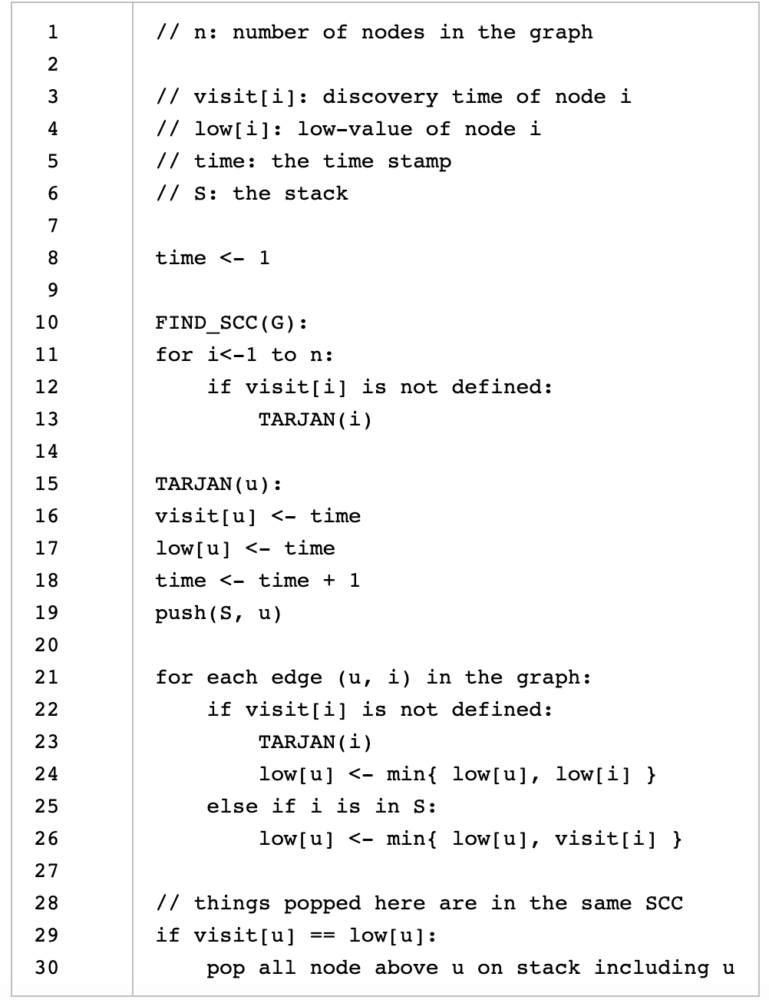 1 // n: number of nodes in the graph
2
3 // visit[i]: discovery time of node i
4 // low[i]: low-value of node i
5 // time: the time stamp
6 // S: the stack
7
8 time <- 1
9
10 FIND_SCC(G):
11 for i<-1 to n:
12     if visit[i] is not defined:
13         TARJAN(i)
14
15 TARJAN(u):
16 visit[u] <- time
17 low[u] <- time
18 time <- time + 1
19 push(S, u)
20
21 for each edge (u, i) in the graph:
22     if visit[i] is not defined:
23         TARJAN(i)
24         low[u] <- min{ low[u], low[i] }
25     else if i is in S:
26         low[u] <- min{ low[u], visit[i] }
27
28 // things popped here are in the same SCC
29 if visit[u] == low[u]:
30     pop all node above u on stack including u